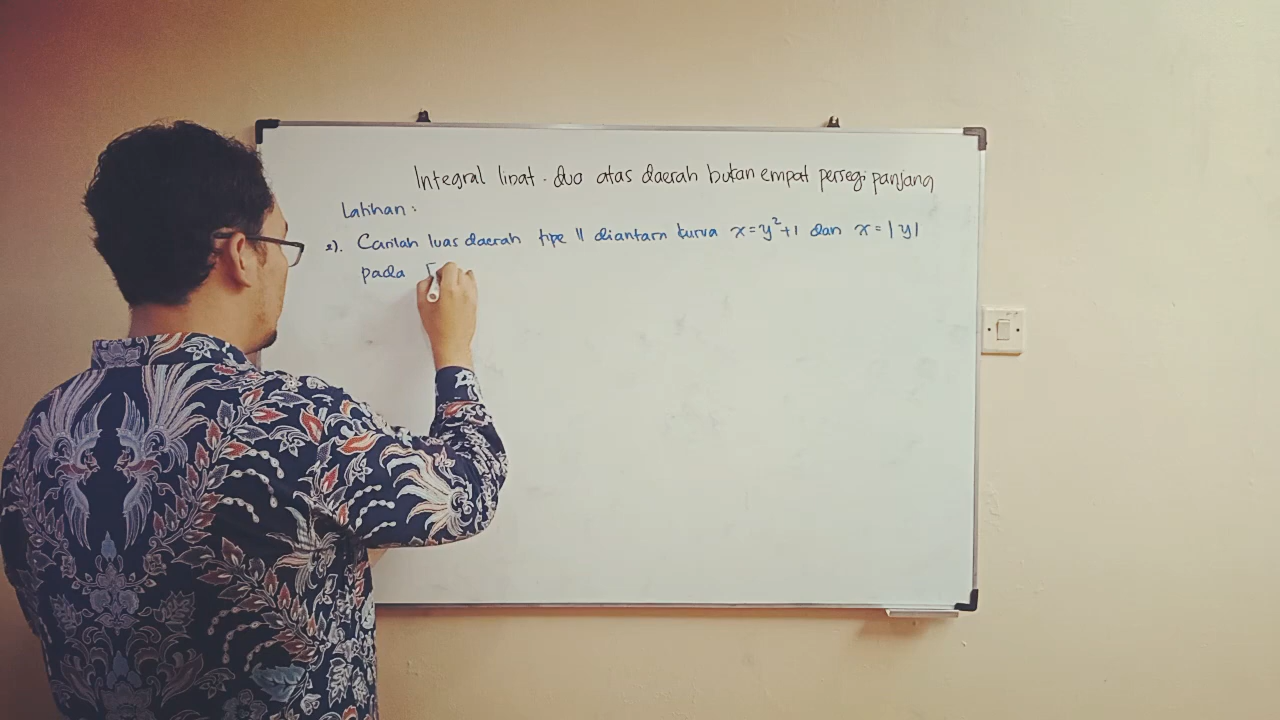 Integral lipat dua atas daerah bukan empat persegi panjang
Latihan :
2). Carilah luas daerah tipe II diantara kurva x=y²+1 dan x=|y|
pada [